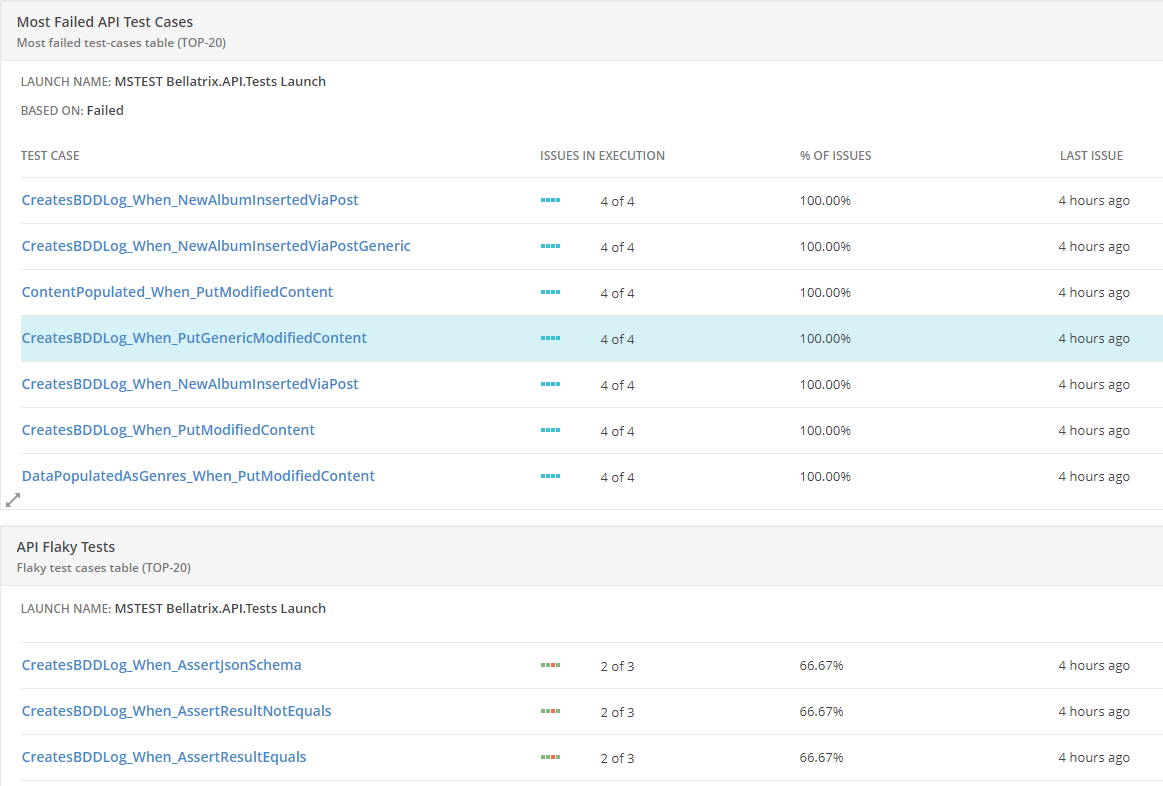 Most Failed API Test Cases
Most failed test-cases table (TOP-20)
LAUNCH NAME: MSTEST Bellatrix.API.Tests Launch
BASED ON: Failed
TEST CASE ISSUES IN EXECUTION % OF ISSUES LAST ISSUE
CreatesBDDLog_When_NewAlbumInsertedViaPost 4 of 4 100.00% 4 hours ago
CreatesBDDLog_When_NewAlbumInsertedViaPostGeneric 4 of 4 100.00% 4 hours ago
ContentPopulated_When_PutModifiedContent 4 of 4 100.00% 4 hours ago
CreatesBDDLog_When_PutGenericModifiedContent 4 of 4 100.00% 4 hours ago
CreatesBDDLog_When_NewAlbumInsertedViaPost 4 of 4 100.00% 4 hours ago
CreatesBDDLog_When_PutModifiedContent 4 of 4 100.00% 4 hours ago
DataPopulatedAsGenres_When_PutModifiedContent 4 of 4 100.00% 4 hours ago
API Flaky Tests
Flaky test cases table (TOP-20)
LAUNCH NAME: MSTEST Bellatrix.API.Tests Launch
CreatesBDDLog_When_AssertJsonSchema 2 of 3 66.67% 4 hours ago
CreatesBDDLog_When_AssertResultNotEquals 2 of 3 66.67% 4 hours ago
CreatesBDDLog_When_AssertResultEquals 2 of 3 66.67% 4 hours ago